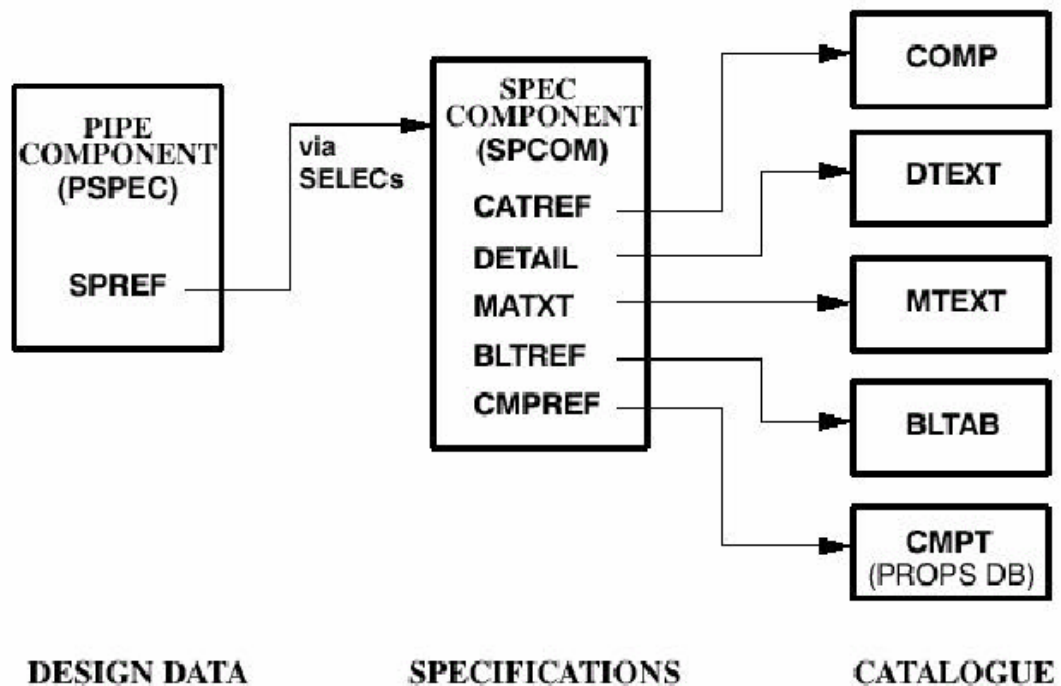 PIPE
COMPONENT
(PSPEC)
SPREF
via
SELECs
SPEC
COMPONENT
(SPCOM)
CATREF
DETAIL
MATXT
BLTREF
CMPREF
COMP
DTEXT
MTEXT
BLTAB
CMPT
(PROPS DB)
DESIGN DATA
SPECIFICATIONS
CATALOGUE